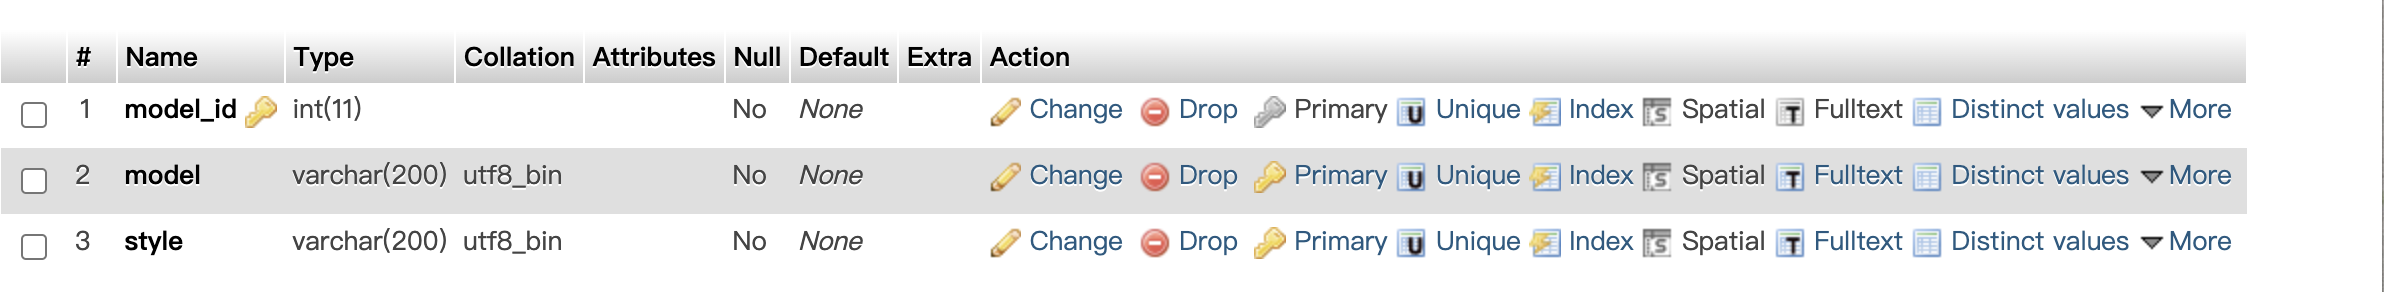 # Name Type Collation Attributes Null Default Extra Action
1 model_id int(11) No None Change Drop Primary Unique Index Spatial Fulltext Distinct values More
2 model varchar(200) utf8_bin No None Change Drop Primary Unique Index Spatial Fulltext Distinct values More
3 style varchar(200) utf8_bin No None Change Drop Primary Unique Index Spatial Fulltext Distinct values More